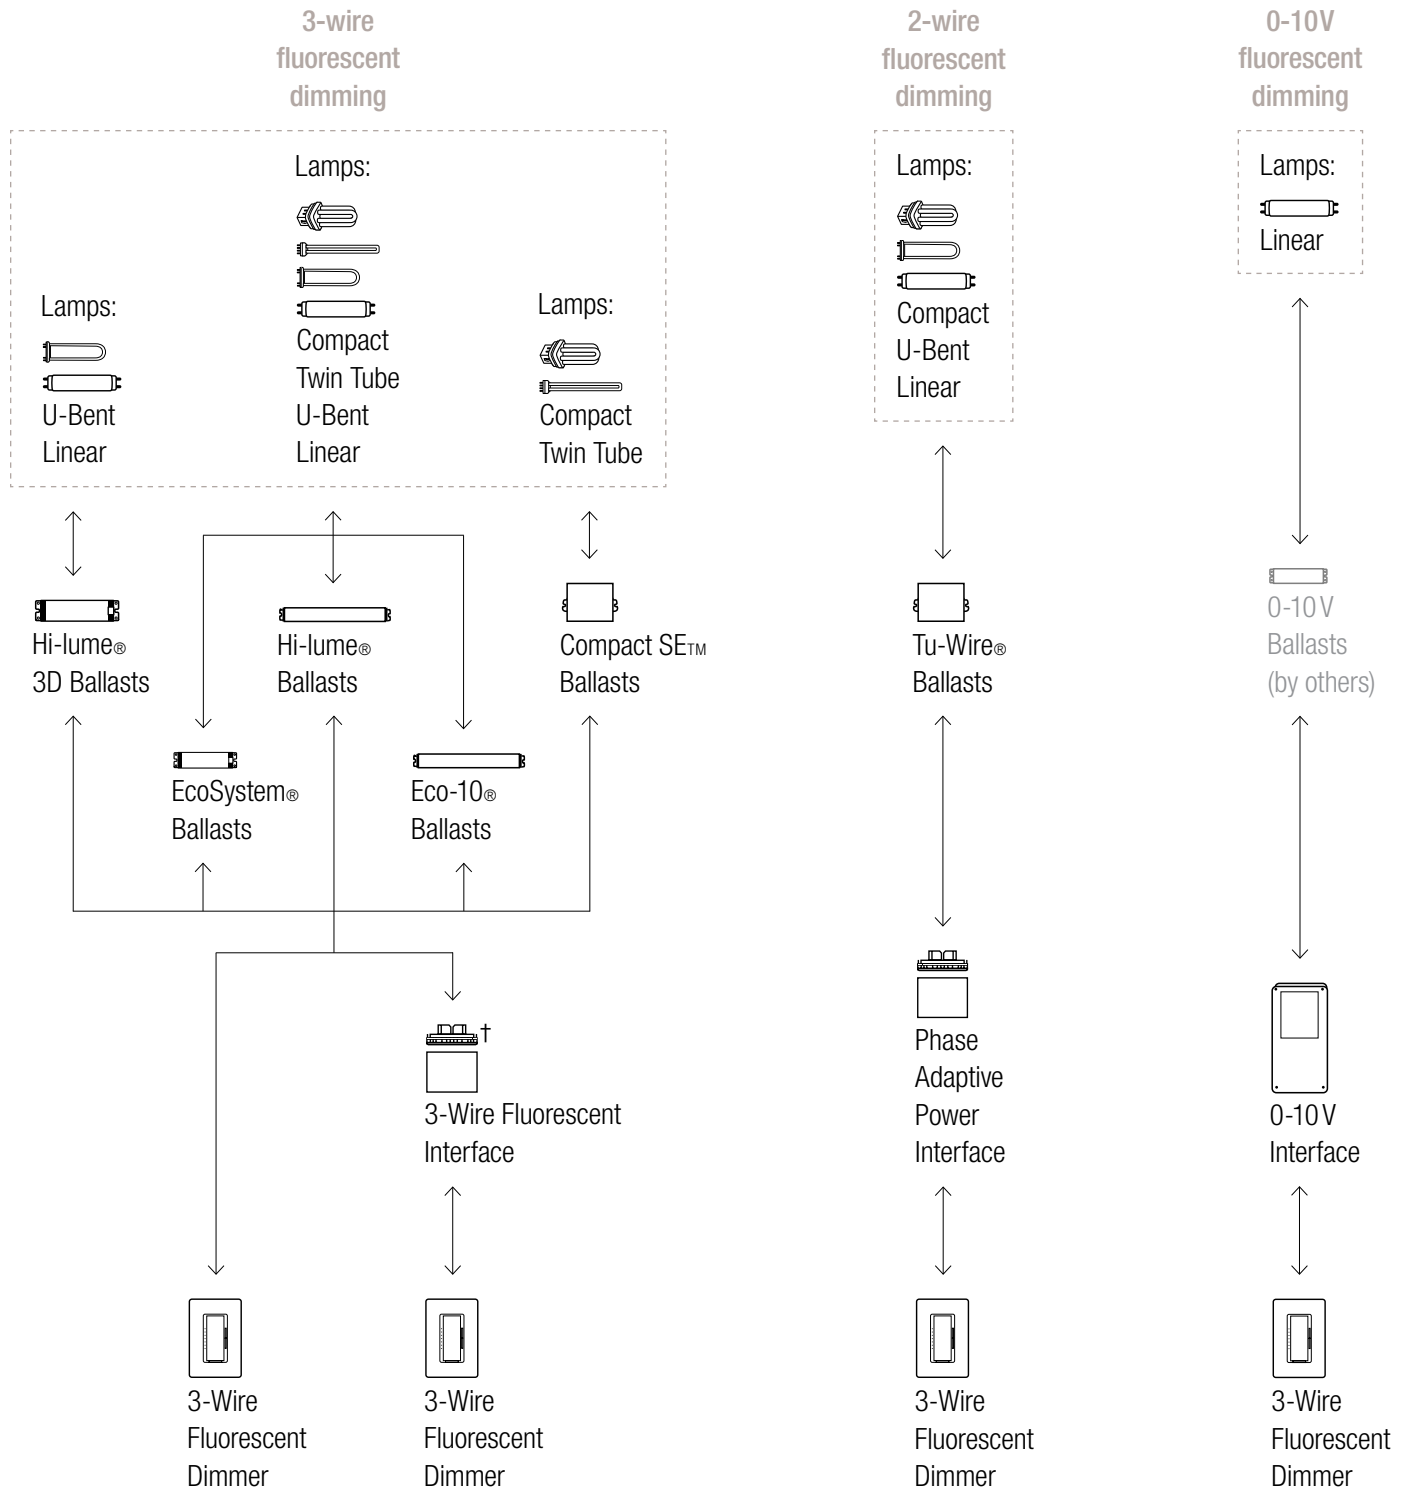 3-wire
fluorescent
dimming
2-wire
fluorescent
dimming
0-10V
fluorescent
dimming
Lamps:
U-Bent
Linear
Lamps:
Compact
Twin Tube
U-Bent
Linear
Lamps:
Compact
Twin Tube
Lamps:
Compact
U-Bent
Linear
Lamps:
Linear
Hi-lume®
3D Ballasts
Hi-lume®
Ballasts
Compact SE™
Ballasts
Tu-Wire®
Ballasts
0-10V
Ballasts
(by others)
EcoSystem®
Ballasts
Eco-10®
Ballasts
†
3-Wire Fluorescent
Interface
Phase
Adaptive
Power
Interface
0-10V
Interface
3-Wire
Fluorescent
Dimmer
3-Wire
Fluorescent
Dimmer
3-Wire
Fluorescent
Dimmer
3-Wire
Fluorescent
Dimmer